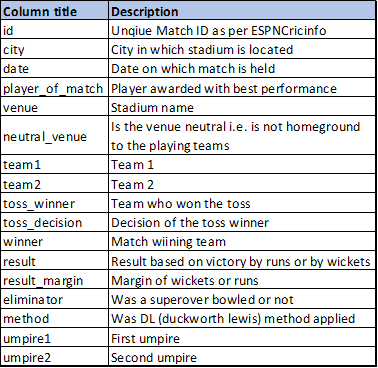 Column title Description
id Unqiue Match ID as per ESPNCricinfo
city City in which stadium is located
date Date on which match is held
player_of_match Player awarded with best performance
venue Stadium name
neutral_venue Is the venue neutral i.e. is not homeground
to the playing teams
team1 Team 1
team2 Team 2
toss_winner Team who won the toss
toss_decision Decision of the toss winner
winner Match wiining team
result Result based on victory by runs or by wickets
result_margin Margin of wickets or runs
eliminator Was a superover bowled or not
method Was DL (duckworth lewis) method applied
umpire1 First umpire
umpire2 Second umpire